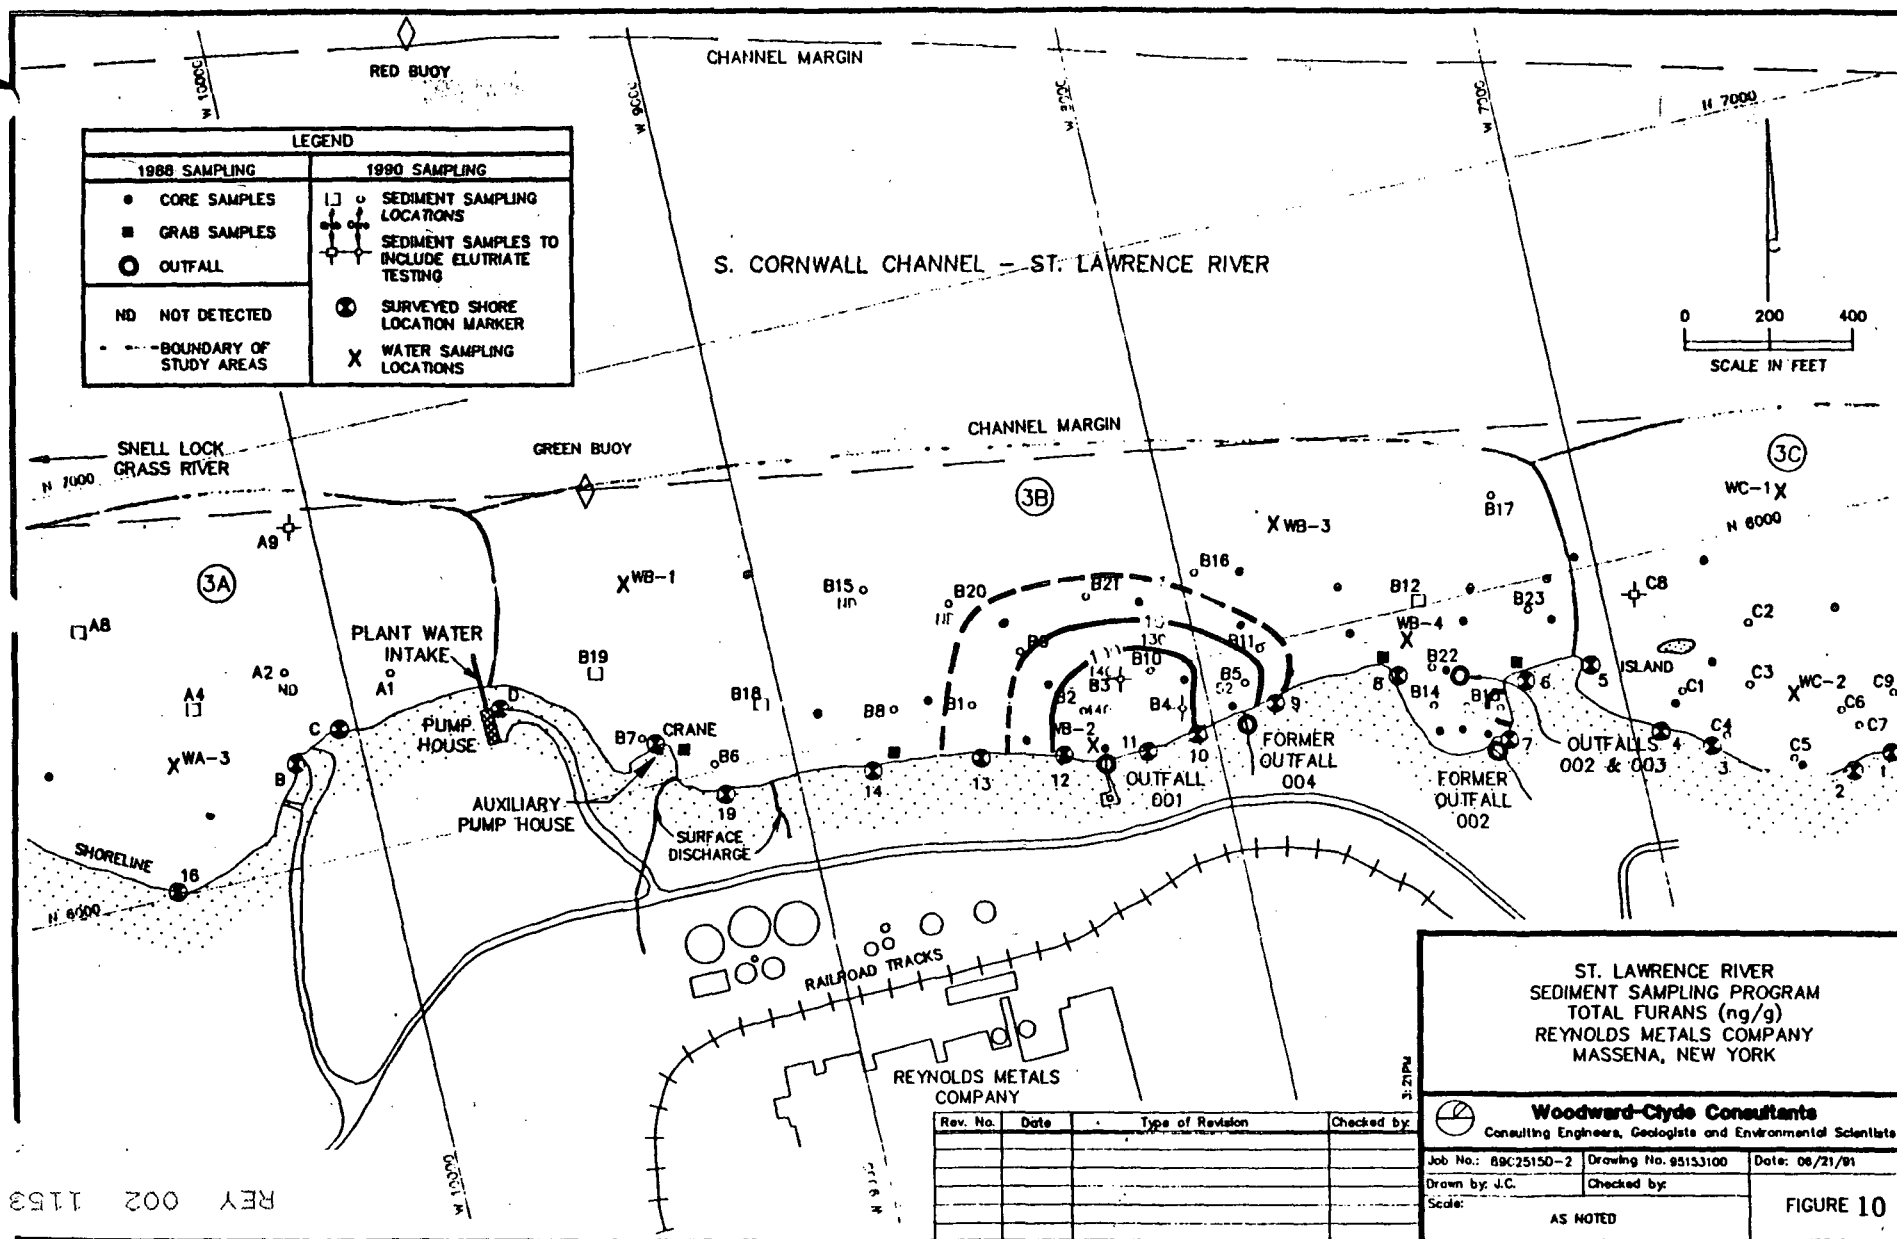 CHANNEL MARGIN
RED BUOY
W 10000
W 7000
N 7000
LEGEND
1988 SAMPLING
1990 SAMPLING
CORE SAMPLES
GRAB SAMPLES
OUTFALL
ND NOT DETECTED
BOUNDARY OF
STUDY AREAS
SEDIMENT SAMPLING
LOCATIONS
SEDIMENT SAMPLES TO
INCLUDE ELUTRIATE
TESTING
SURVEYED SHORE
LOCATION MARKER
X WATER SAMPLING
LOCATIONS
S. CORNWALL CHANNEL - ST. LAWRENCE RIVER
0 200 400
SCALE IN FEET
SNELL LOCK
GRASS RIVER
N 7000
GREEN BUOY
CHANNEL MARGIN
3A
3B
3C
WC-1
N 6000
A9
B17
WB-3
WB-1
B15
B20
B21
B16
B12
B23
C8
A8
C2
PLANT WATER
INTAKE
WB-4
B11
B19
B10
B22
ISLAND
A2
ND
A1
B3
B5
C3
A4
B18
B2
8
6
5
C1
WC-2
C6
C9
D
B8
B1
B4
9
B14
C
PUMP
HOUSE
B7
CRANE
WB-2
C7
WA-3
B
B6
11
10
FORMER
OUTFALL
004
7
OUTFALLS
002 & 003
4
C4
3
C5
14
13
12
OUTFALL
001
FORMER
OUTFALL
002
2
1
AUXILIARY
PUMP HOUSE
19
SURFACE
DISCHARGE
SHORELINE
16
N 6000
RAILROAD TRACKS
REYNOLDS METALS
COMPANY
W 10000
ST. LAWRENCE RIVER
SEDIMENT SAMPLING PROGRAM
TOTAL FURANS (ng/g)
REYNOLDS METALS COMPANY
MASSENA, NEW YORK
3:21PM
Woodward-Clyde Consultants
Consulting Engineers, Geologists and Environmental Scientists
Rev. No. Date Type of Revision Checked by:
Job No.: 89C2515D-2 Drawing No. 95153100 Date: 06/21/91
Drawn by: J.C. Checked by:
Scale: AS NOTED
FIGURE 10
REY 002 1153